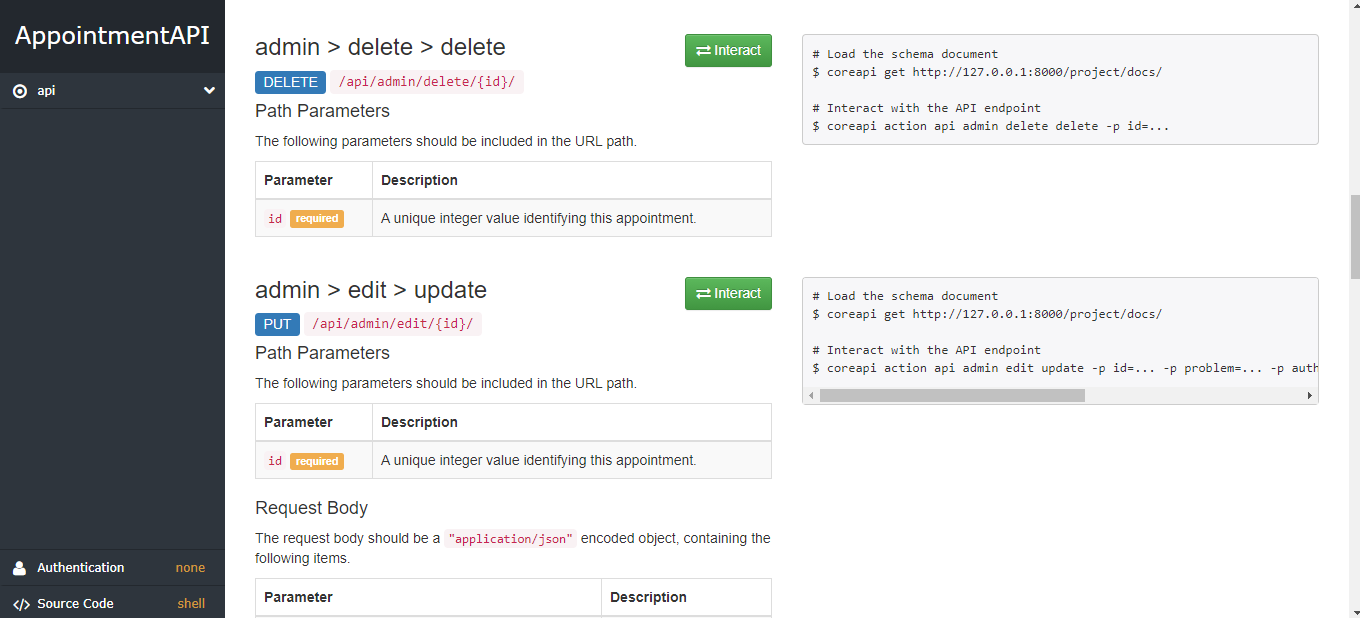 AppointmentAPI
api
Authentication none
Source Code shell
admin > delete > delete
Interact
DELETE /api/admin/delete/{id}/
Path Parameters
The following parameters should be included in the URL path.
Parameter Description
id required A unique integer value identifying this appointment.
# Load the schema document
$ coreapi get http://127.0.0.1:8000/project/docs/
# Interact with the API endpoint
$ coreapi action api admin delete delete -p id=...
admin > edit > update
Interact
PUT /api/admin/edit/{id}/
Path Parameters
The following parameters should be included in the URL path.
Parameter Description
id required A unique integer value identifying this appointment.
Request Body
The request body should be a "application/json" encoded object, containing the
following items.
Parameter Description
# Load the schema document
$ coreapi get http://127.0.0.1:8000/project/docs/
# Interact with the API endpoint
$ coreapi action api admin edit update -p id=... -p problem=... -p auth